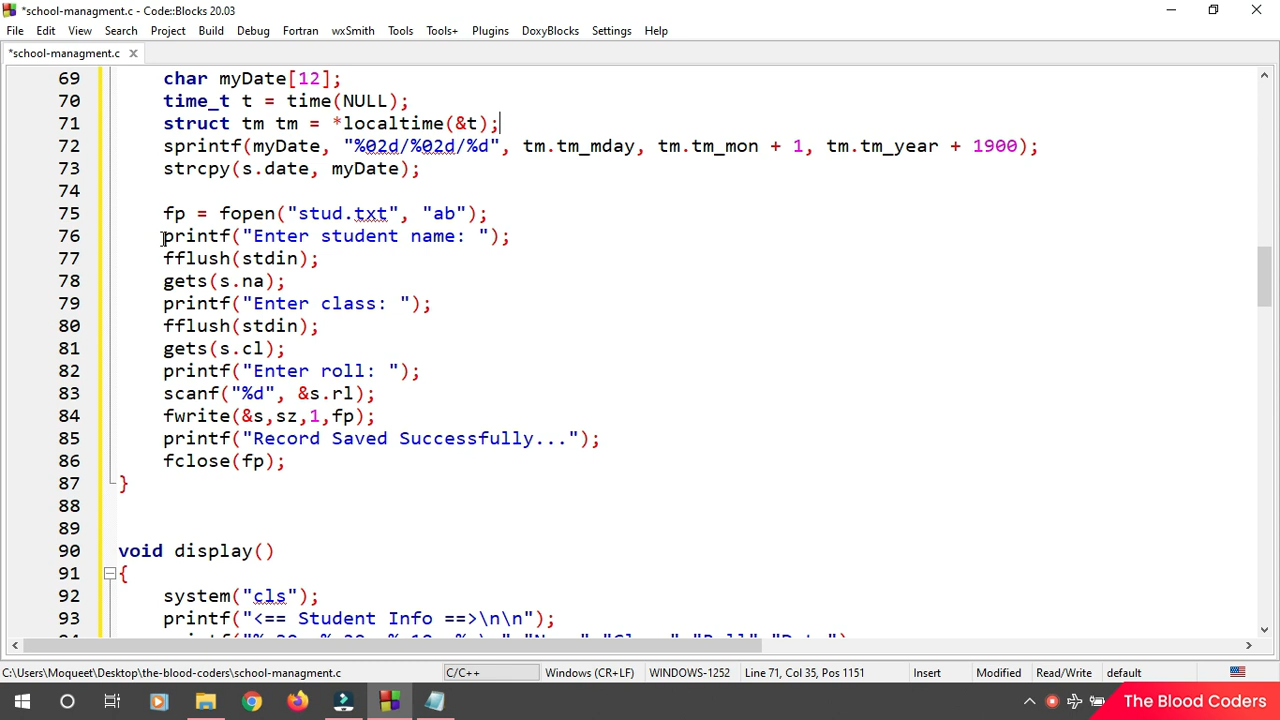 *school-managment.c - Code::Blocks 20.03
File Edit View Search Project Build Debug Fortran wxSmith Tools Tools+ Plugins DoxyBlocks Settings Help
*school-managment.c
69 char myDate[12];
70 time_t t = time(NULL);
71 struct tm tm = *localtime(&t);
72 sprintf(myDate, "%02d/%02d/%d", tm.tm_mday, tm.tm_mon + 1, tm.tm_year + 1900);
73 strcpy(s.date, myDate);
74
75 fp = fopen("stud.txt", "ab");
76 printf("Enter student name: ");
77 fflush(stdin);
78 gets(s.na);
79 printf("Enter class: ");
80 fflush(stdin);
81 gets(s.cl);
82 printf("Enter roll: ");
83 scanf("%d", &s.rl);
84 fwrite(&s,sz,1,fp);
85 printf("Record Saved Successfully...");
86 fclose(fp);
87 }
88
89
90 void display()
91 {
92 system("cls");
93 printf("<== Student Info ==>\n\n");
C:\Users\Moqueet\Desktop\the-blood-coders\school-managment.c C/C++ Windows (CR+LF) WINDOWS-1252 Line 71, Col 35, Pos 1151 Insert Modified Read/Write default
The Blood Coders